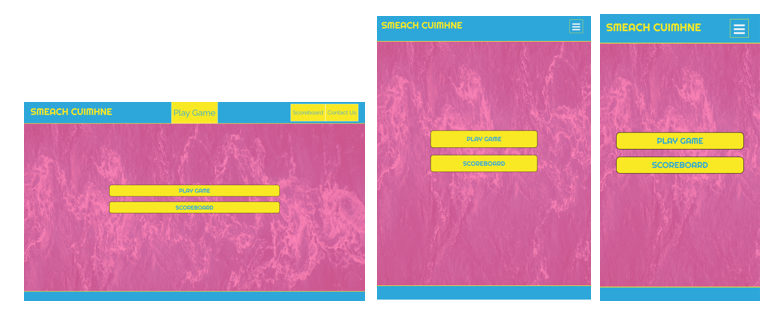 SMEACH CUIMHNE
Play Game
Scoreboard
Contact Us
PLAY GAME
SCOREBOARD
SMEACH CUIMHNE
PLAY GAME
SCOREBOARD
SMEACH CUIMHNE
PLAY GAME
SCOREBOARD